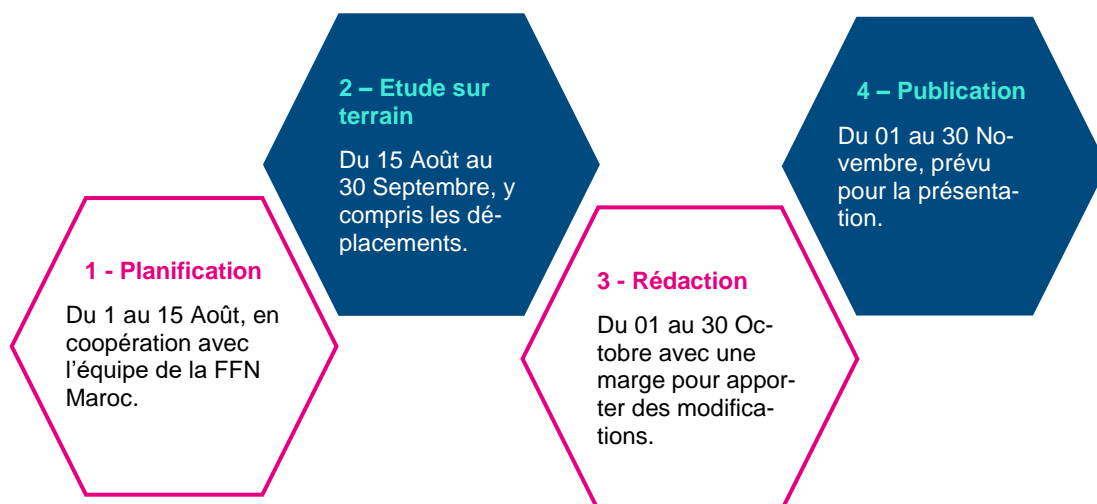 1 - Planification
Du 1 au 15 Août, en
coopération avec
l’équipe de la FFN
Maroc.
2 – Etude sur
terrain
Du 15 Août au
30 Septembre, y
compris les dé-
placements.
3 - Rédaction
Du 01 au 30 Oc-
tobre avec une
marge pour appor-
ter des modifica-
tions.
4 – Publication
Du 01 au 30 No-
vembre, prévu
pour la présenta-
tion.